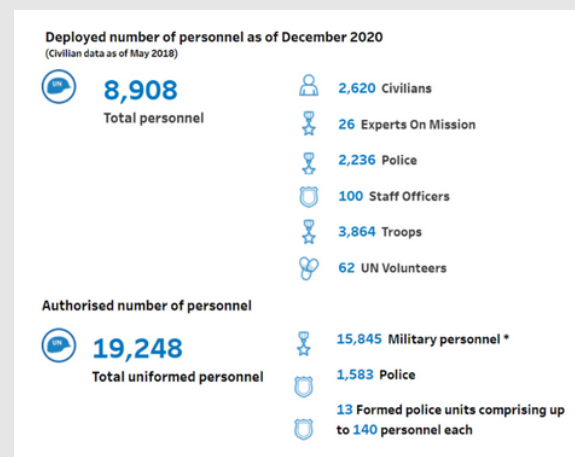 Deployed number of personnel as of December 2020
(Civilian data as of May 2018)
UN
8,908
Total personnel
2,620 Civilians
26 Experts On Mission
2,236 Police
100 Staff Officers
3,864 Troops
62 UN Volunteers
Authorised number of personnel
UN
19,248
Total uniformed personnel
15,845 Military personnel *
1,583 Police
13 Formed police units comprising up
to 140 personnel each